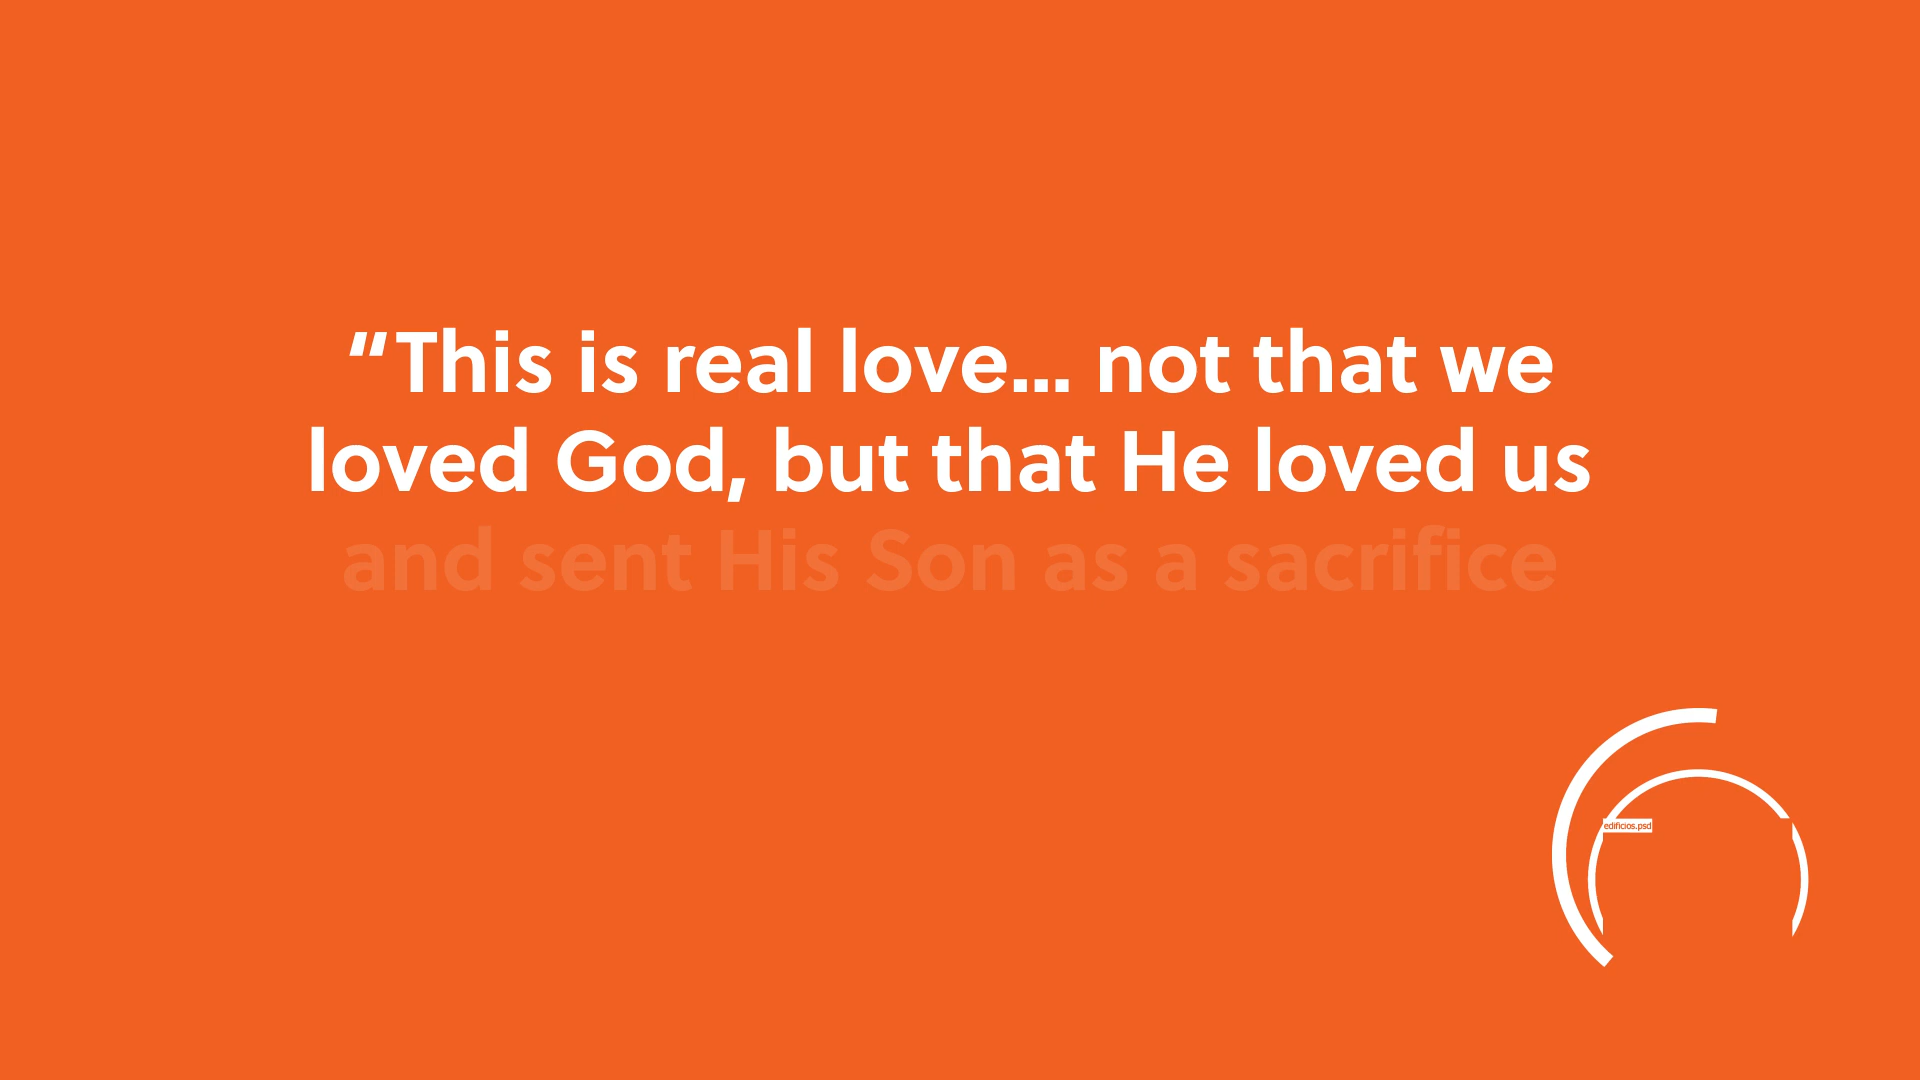 “This is real love... not that we
loved God, but that He loved us
and sent His Son as a sacrifice
edificios.psd